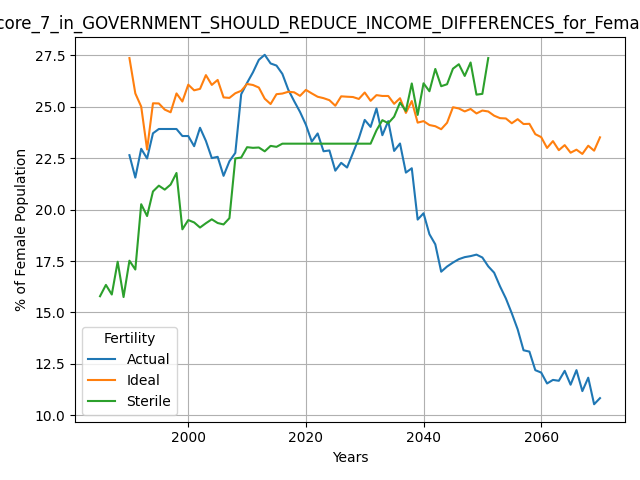 core_7_in_GOVERNMENT_SHOULD_REDUCE_INCOME_DIFFERENCES_for_Fema
27.5
25.0
22.5
20.0
17.5
15.0
12.5
10.0
% of Female Population
Fertility
Actual
Ideal
Sterile
2000
2020
2040
2060
Years